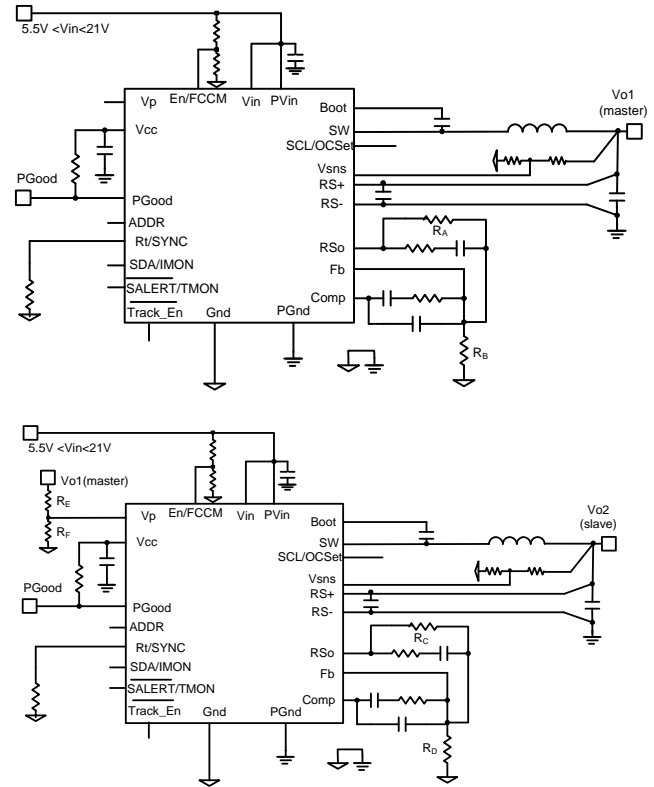 5.5V <Vin<21V
Vp
En/FCCM
Vin
PVin
Vcc
PGood
PGood
ADDR
Rt/SYNC
SDA/IMON
SALERT/TMON
Track_En
Gnd
PGnd
Boot
SW
SCL/OCSet
Vsns
RS+
RS-
RSo
Fb
Comp
RA
RB
Vo1
(master)
5.5V <Vin<21V
Vo1(master)
RE
RF
Vp
En/FCCM
Vin
PVin
Vcc
PGood
PGood
ADDR
Rt/SYNC
SDA/IMON
SALERT/TMON
Track_En
Gnd
PGnd
Boot
SW
SCL/OCSet
Vsns
RS+
RS-
RSo
Fb
Comp
RC
RD
Vo2
(slave)